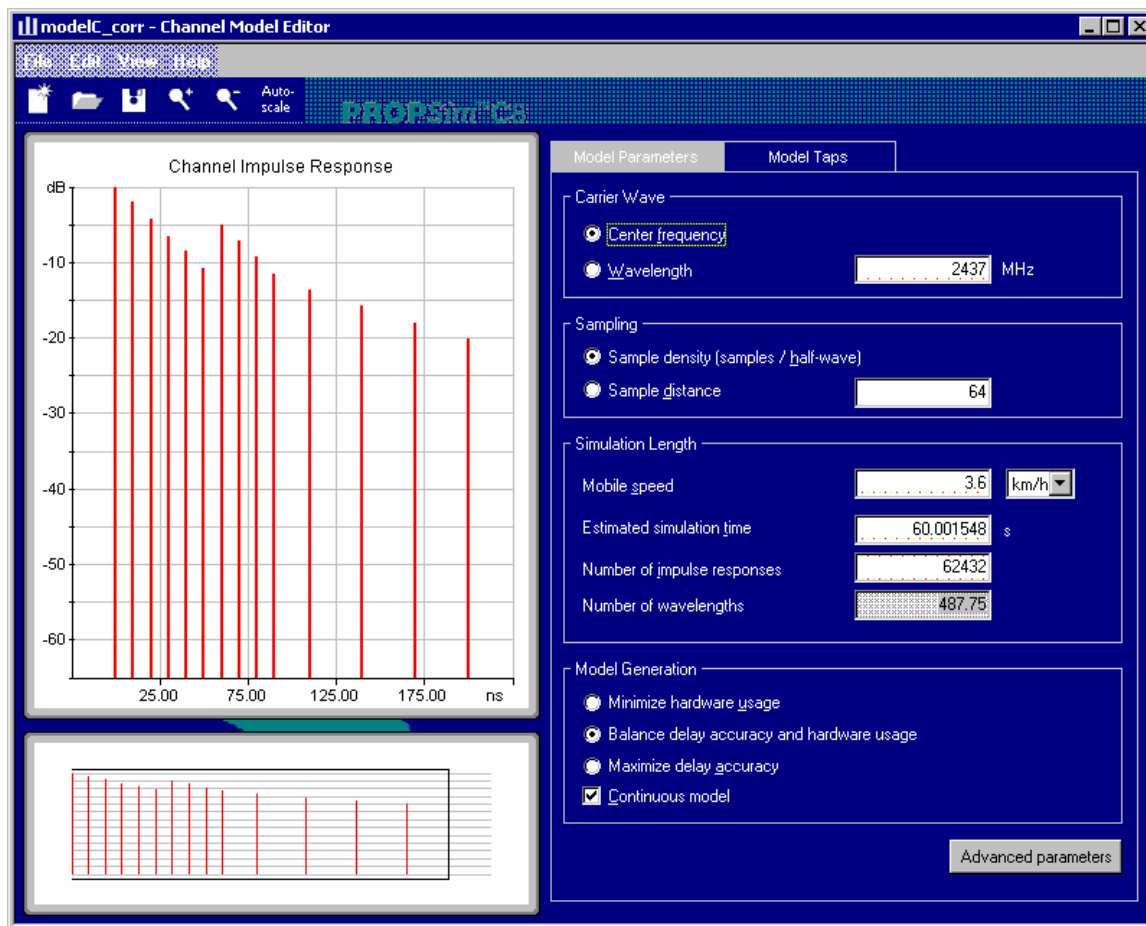 modelC_corr - Channel Model Editor
File Edit View Help
Auto-
scale
PROPSim C8
Channel Impulse Response
dB
-10
-20
-30
-40
-50
-60
25.00 75.00 125.00 175.00 ns
Model Parameters Model Taps
Carrier Wave
Center frequency
Wavelength 2437 MHz
Sampling
Sample density (samples / half-wave)
Sample distance 64
Simulation Length
Mobile speed 3.6 km/h
Estimated simulation time 60.001548 s
Number of impulse responses 62432
Number of wavelengths 487.75
Model Generation
Minimize hardware usage
Balance delay accuracy and hardware usage
Maximize delay accuracy
Continuous model
Advanced parameters